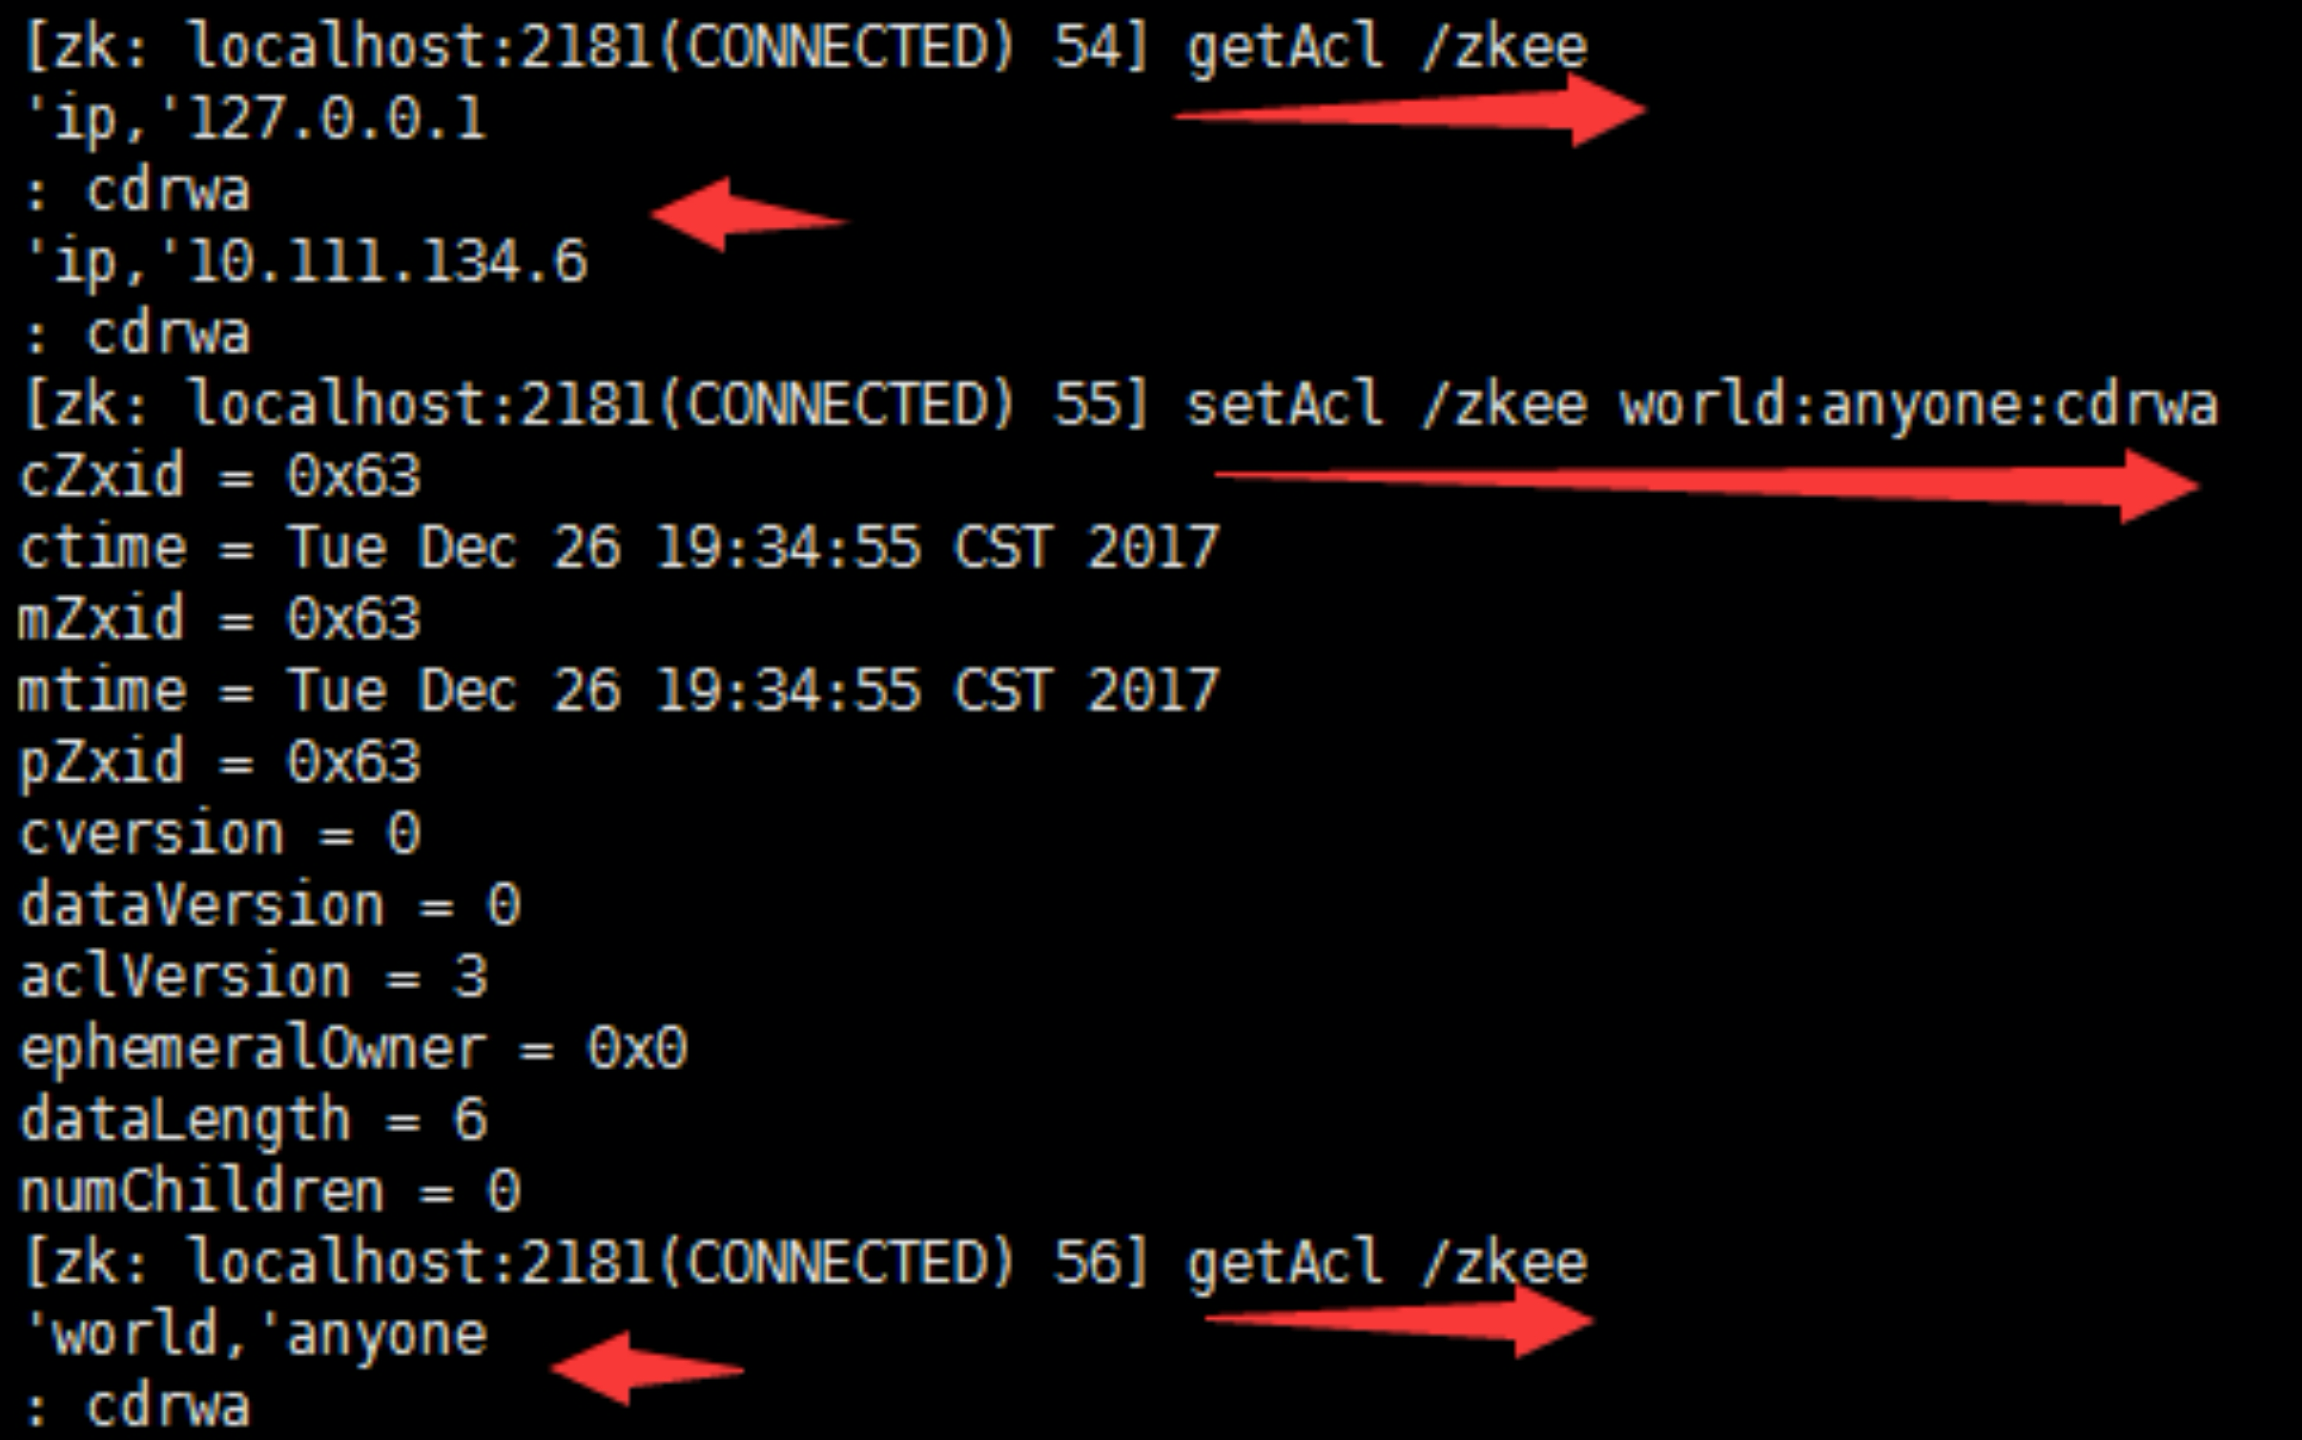 [zk: localhost:2181(CONNECTED) 54] getAcl /zkee
'ip,'127.0.0.1
: cdrwa
'ip,'10.111.134.6
: cdrwa
[zk: localhost:2181(CONNECTED) 55] setAcl /zkee world:anyone:cdrwa
cZxid = 0x63
ctime = Tue Dec 26 19:34:55 CST 2017
mZxid = 0x63
mtime = Tue Dec 26 19:34:55 CST 2017
pZxid = 0x63
cversion = 0
dataVersion = 0
aclVersion = 3
ephemeralOwner = 0x0
dataLength = 6
numChildren = 0
[zk: localhost:2181(CONNECTED) 56] getAcl /zkee
'world,'anyone
: cdrwa